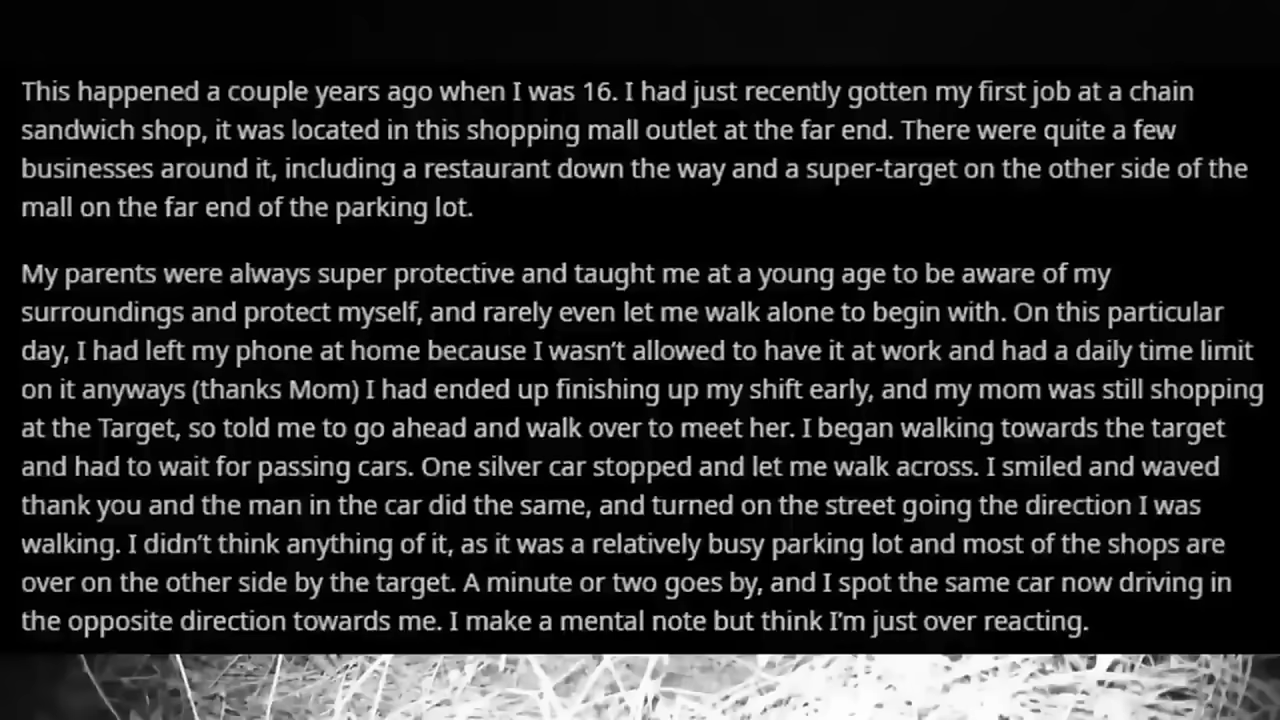 This happened a couple years ago when I was 16. I had just recently gotten my first job at a chain
sandwich shop, it was located in this shopping mall outlet at the far end. There were quite a few
businesses around it, including a restaurant down the way and a super-target on the other side of the
mall on the far end of the parking lot.
My parents were always super protective and taught me at a young age to be aware of my
surroundings and protect myself, and rarely even let me walk alone to begin with. On this particular
day, I had left my phone at home because I wasn’t allowed to have it at work and had a daily time limit
on it anyways (thanks Mom) I had ended up finishing up my shift early, and my mom was still shopping
at the Target, so told me to go ahead and walk over to meet her. I began walking towards the target
and had to wait for passing cars. One silver car stopped and let me walk across. I smiled and waved
thank you and the man in the car did the same, and turned on the street going the direction I was
walking. I didn’t think anything of it, as it was a relatively busy parking lot and most of the shops are
over on the other side by the target. A minute or two goes by, and I spot the same car now driving in
the opposite direction towards me. I make a mental note but think I’m just over reacting.